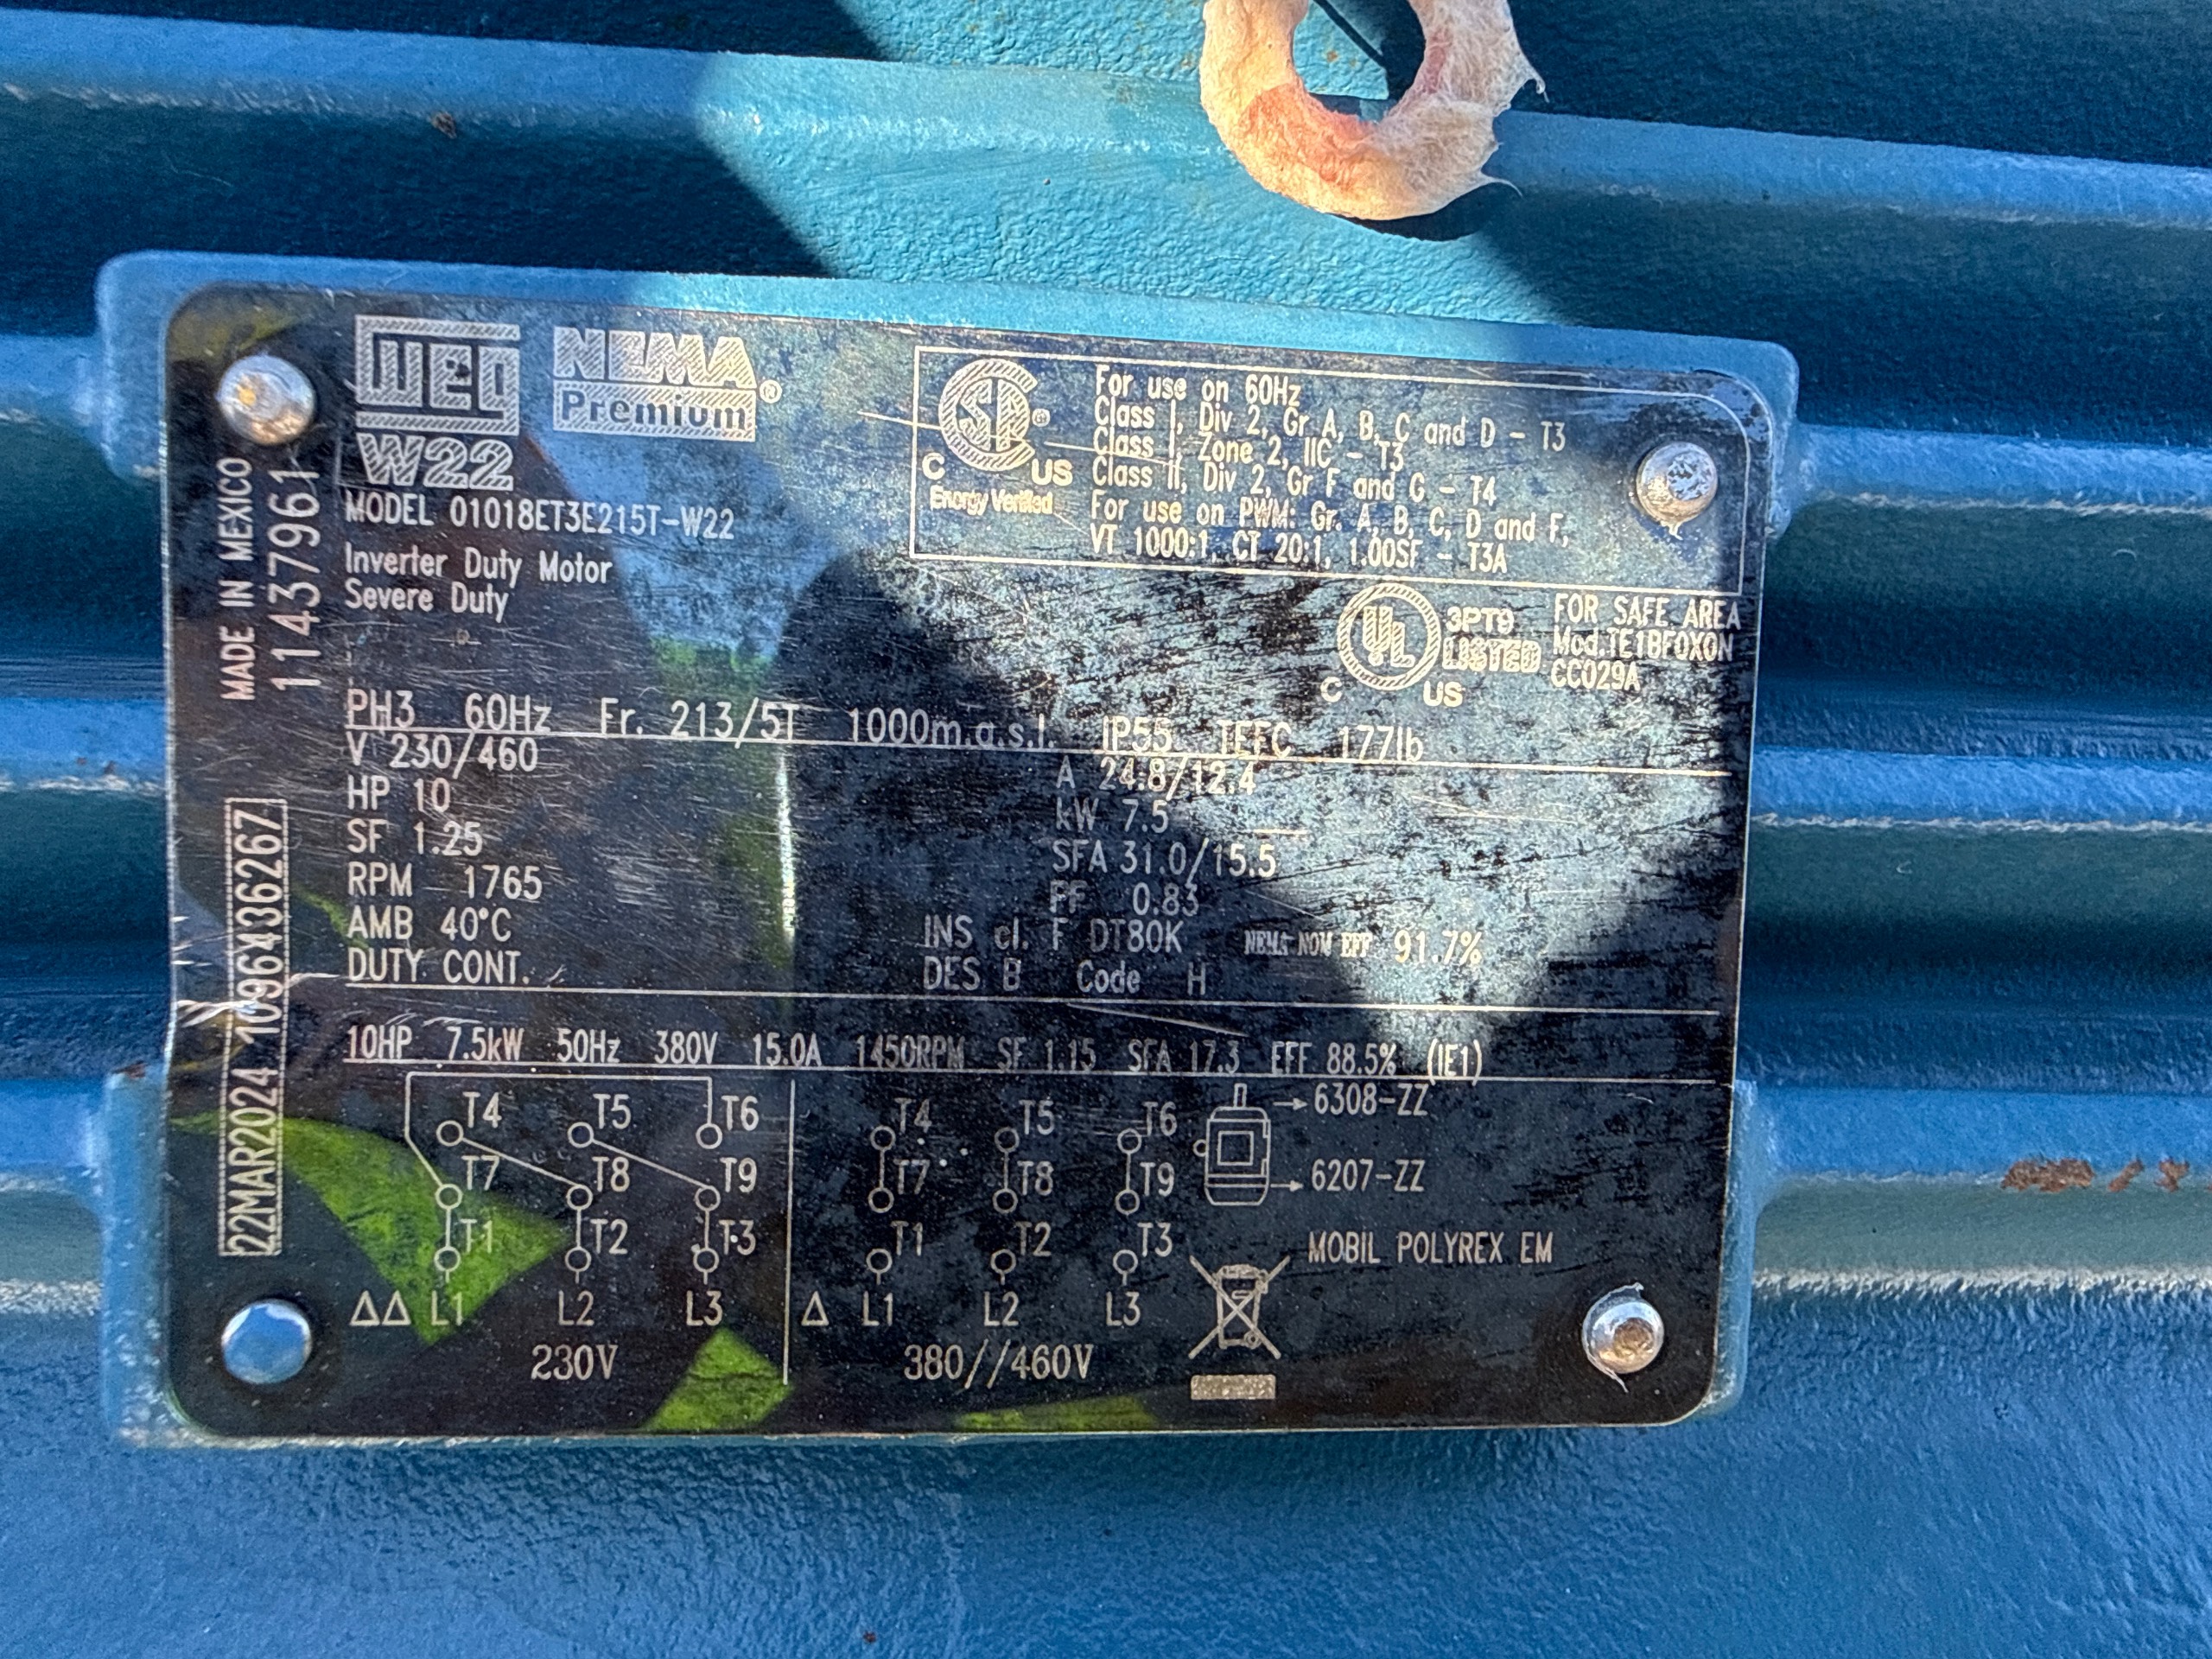 WEG
W22
NEMA
Premium®
MODEL 01018ET3E215T-W22
Inverter Duty Motor
Severe Duty
MADE IN MEXICO
11437961
22MAR2024 1096436267
SP®
C US
Energy Verified
For use on 60Hz
Class I, Div 2, Gr A, B, C and D - T3
Class I, Zone 2, IIC - T3
Class II, Div 2, Gr F and G - T4
For use on PWM: Gr. A, B, C, D and F,
VT 1000:1, CT 20:1, 1.00SF - T3A
C UL US
3PT9
LISTED
FOR SAFE AREA
Mod.TE1BF0X0N
CC029A
PH3 60Hz Fr. 213/5T 1000m.a.s.l. IP55 TEFC 177lb
V 230/460 A 24.8/12.4
HP 10 kW 7.5
SF 1.25 SFA 31.0/15.5
RPM 1765 PF 0.83
AMB 40°C INS cl. F DT80K NEMA NOM EFF 91.7%
DUTY CONT. DES B Code H
10HP 7.5kW 50Hz 380V 15.0A 1450RPM SF 1.15 SFA 17.3 EFF 88.5% (IE1)
T4 T5 T6
T7 T8 T9
T1 T2 T3
ΔΔ L1 L2 L3
230V
T4 T5 T6
T7 T8 T9
T1 T2 T3
Δ L1 L2 L3
380//460V
6308-ZZ
6207-ZZ
MOBIL POLYREX EM